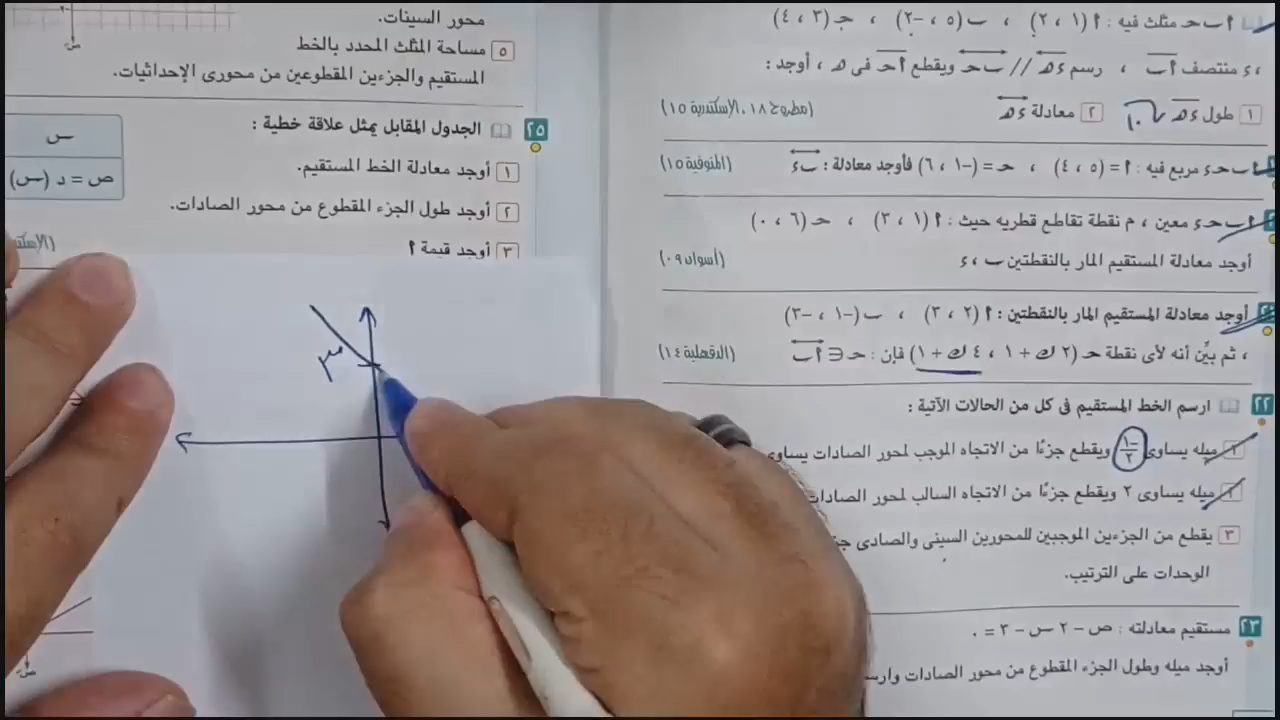 أ ب حـ مثلث فيه : أ (١ ، ٢) ، ب (٥ ، –٢) ، حـ (٣ ، ٤)
، ء منتصف أب ، رسم ءهـ // بحـ ويقطع أحـ فى هـ ، أوجد :
١ طول ءهـ ٢ معادلة ءهـ (مطروح ١٨، الإسكندرية ١٥)
أ ب حـ ء مربع فيه : أ = (٥ ، ٤) ، حـ = (–١ ، ٦) فأوجد معادلة : بء (المنوفية ١٥)
أ ب حـ ء معين ، م نقطة تقاطع قطريه حيث : أ (١ ، ٣) ، حـ (٦ ، ٠)
أوجد معادلة المستقيم المار بالنقطتين ب ، ء (أسوان ٠٩)
أوجد معادلة المستقيم المار بالنقطتين : أ (٢ ، ٣) ، ب (–١ ، –٣)
، ثم بيِّن أنه لأى نقطة حـ (٢ ك + ١ ، ٤ ك + ١) فإن : حـ ∈ أب (الدقهلية ١٤)
٢٢ ارسم الخط المستقيم فى كل من الحالات الآتية :
١ ميله يساوى –١/٢ ويقطع جزءًا من الاتجاه الموجب لمحور الصادات يساوى
٢ ميله يساوى ٢ ويقطع جزءًا من الاتجاه السالب لمحور الصادات
٣ يقطع من الجزءين الموجبين للمحورين السينى والصادى
الوحدات على الترتيب.
٢٣ مستقيم معادلته : ص – ٢ س – ٣ = ٠
أوجد ميله وطول الجزء المقطوع من محور الصادات
محور السينات.
٥ مساحة المثلث المحدد بالخط
المستقيم والجزءين المقطوعين من محورى الإحداثيات.
٢٥ الجدول المقابل يمثل علاقة خطية :
١ أوجد معادلة الخط المستقيم.
٢ أوجد طول الجزء المقطوع من محور الصادات.
٣ أوجد قيمة أ
س
ص = د (س)
٣